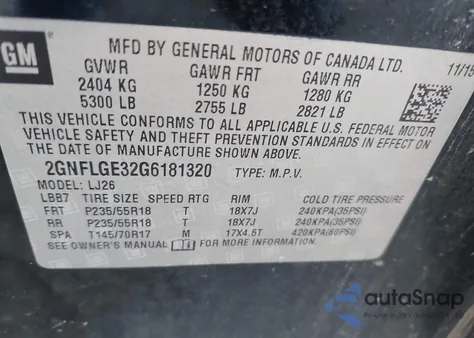 GM
MFD BY GENERAL MOTORS OF CANADA LTD.
GVWR GAWR FRT GAWR RR 11/15
2404 KG 1250 KG 1280 KG
5300 LB 2755 LB 2821 LB
THIS VEHICLE CONFORMS TO ALL APPLICABLE U.S. FEDERAL MOTOR
VEHICLE SAFETY AND THEFT PREVENTION STANDARDS IN EFFECT ON
THE DATE OF MANUFACTURE SHOWN ABOVE.
2GNFLGE32G6181320 TYPE: M.P.V.
MODEL: LJ26
LBB7 TIRE SIZE SPEED RTG RIM COLD TIRE PRESSURE
FRT P235/55R18 T 18X7J 240KPA(35PSI)
RR P235/55R18 T 18X7J 240KPA(35PSI)
SPA T145/70R17 M 17X4.5T 420KPA(60PSI)
SEE OWNER'S MANUAL FOR MORE INFORMATION
autoSnap